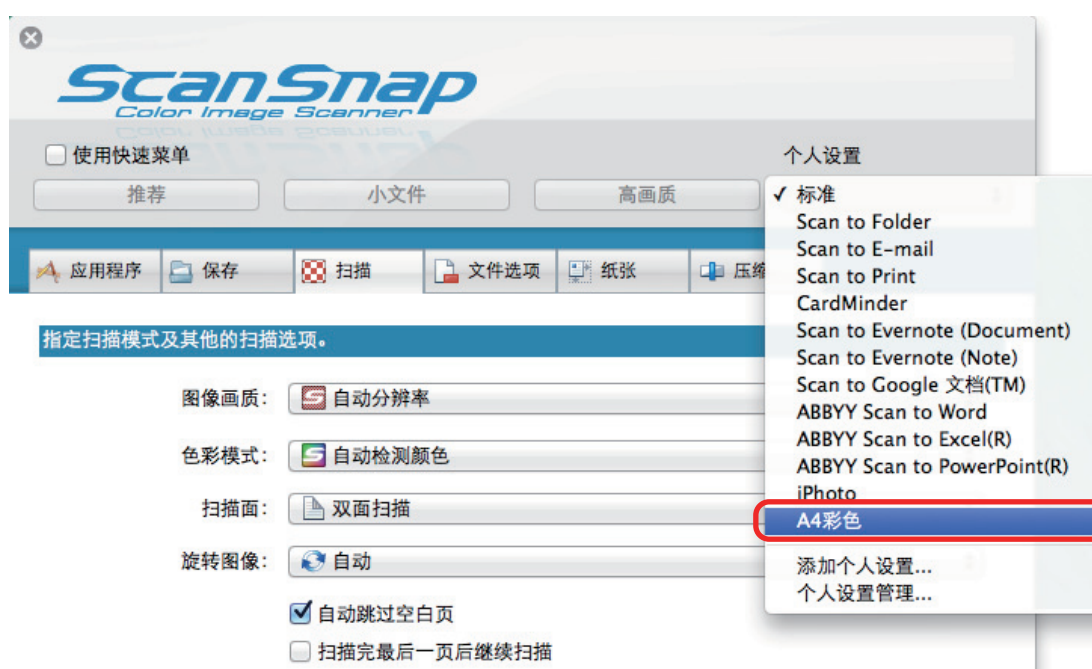 ScanSnap
Color Image Scanner
使用快速菜单
个人设置
推荐
小文件
高画质
✓ 标准
Scan to Folder
Scan to E-mail
Scan to Print
CardMinder
Scan to Evernote (Document)
Scan to Evernote (Note)
Scan to Google 文档(TM)
ABBYY Scan to Word
ABBYY Scan to Excel(R)
ABBYY Scan to PowerPoint(R)
iPhoto
A4彩色
添加个人设置...
个人设置管理...
应用程序
保存
扫描
文件选项
纸张
压缩
指定扫描模式及其他的扫描选项。
图像画质: 自动分辨率
色彩模式: 自动检测颜色
扫描面: 双面扫描
旋转图像: 自动
自动跳过空白页
扫描完最后一页后继续扫描